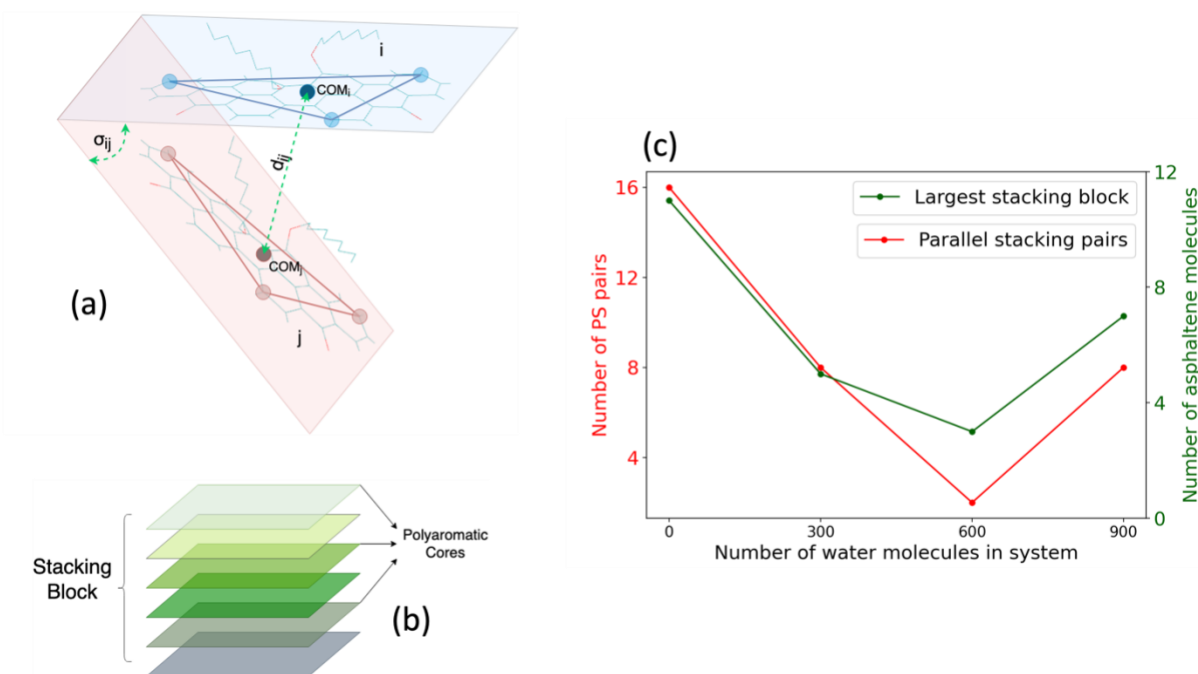 i
COMi
σij
dij
COMj
(a)
j
Stacking
Block
Polyaromatic
Cores
(b)
(c)
Number of PS pairs
16
12
8
4
Largest stacking block
Parallel stacking pairs
12
8
4
0
Number of asphaltene molecules
0 300 600 900
Number of water molecules in system